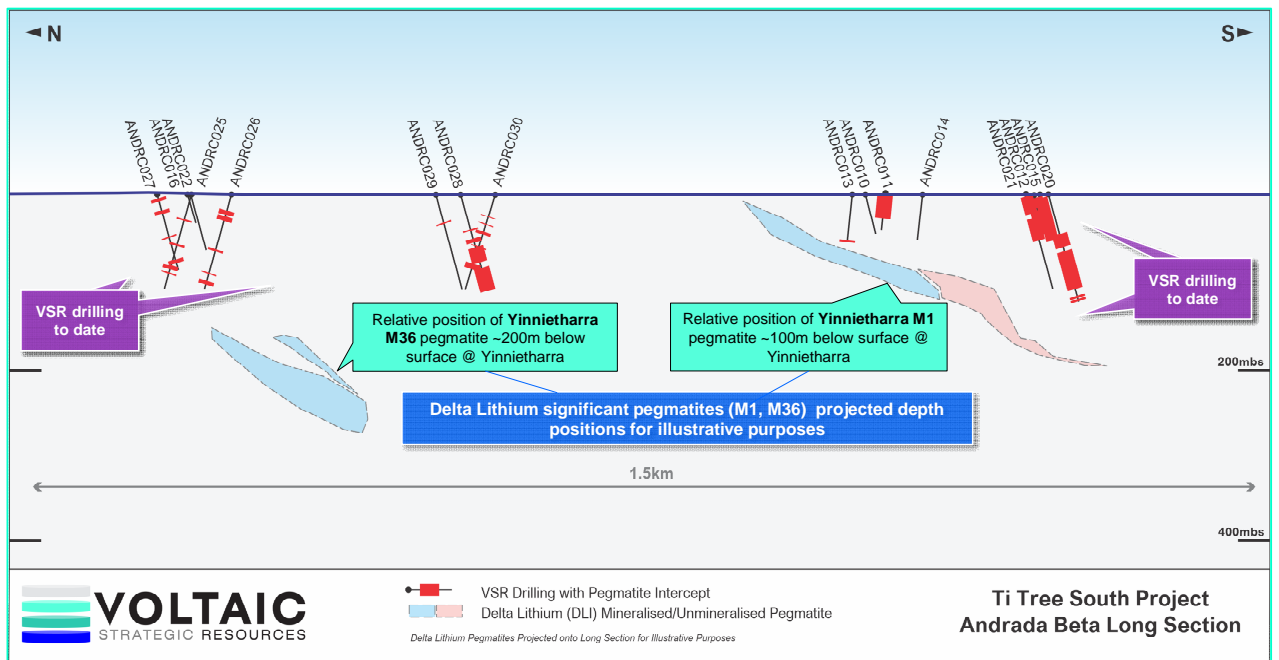 N
S
ANDRC027
ANDRC016
ANDRC022
ANDRC025
ANDRC026
ANDRC029
ANDRC028
ANDRC030
ANDRC013
ANDRC010
ANDRC011
ANDRC014
ANDRC021
ANDRC012
ANDRC015
ANDRC020
VSR drilling
to date
Relative position of Yinnietharra
M36 pegmatite ~200m below
surface @ Yinnietharra
Relative position of Yinnietharra M1
pegmatite ~100m below surface @
Yinnietharra
VSR drilling
to date
200mbs
Delta Lithium significant pegmatites (M1, M36) projected depth
positions for illustrative purposes
1.5km
400mbs
VOLTAIC
STRATEGIC RESOURCES
VSR Drilling with Pegmatite Intercept
Delta Lithium (DLI) Mineralised/Unmineralised Pegmatite
Delta Lithium Pegmatites Projected onto Long Section for Illustrative Purposes
Ti Tree South Project
Andrada Beta Long Section